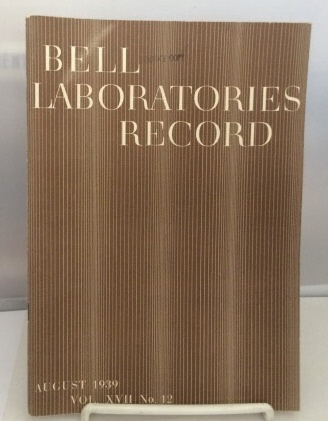 BELL
LABORATORIES
RECORD
AUGUST 1939
VOL. XVII No. 12